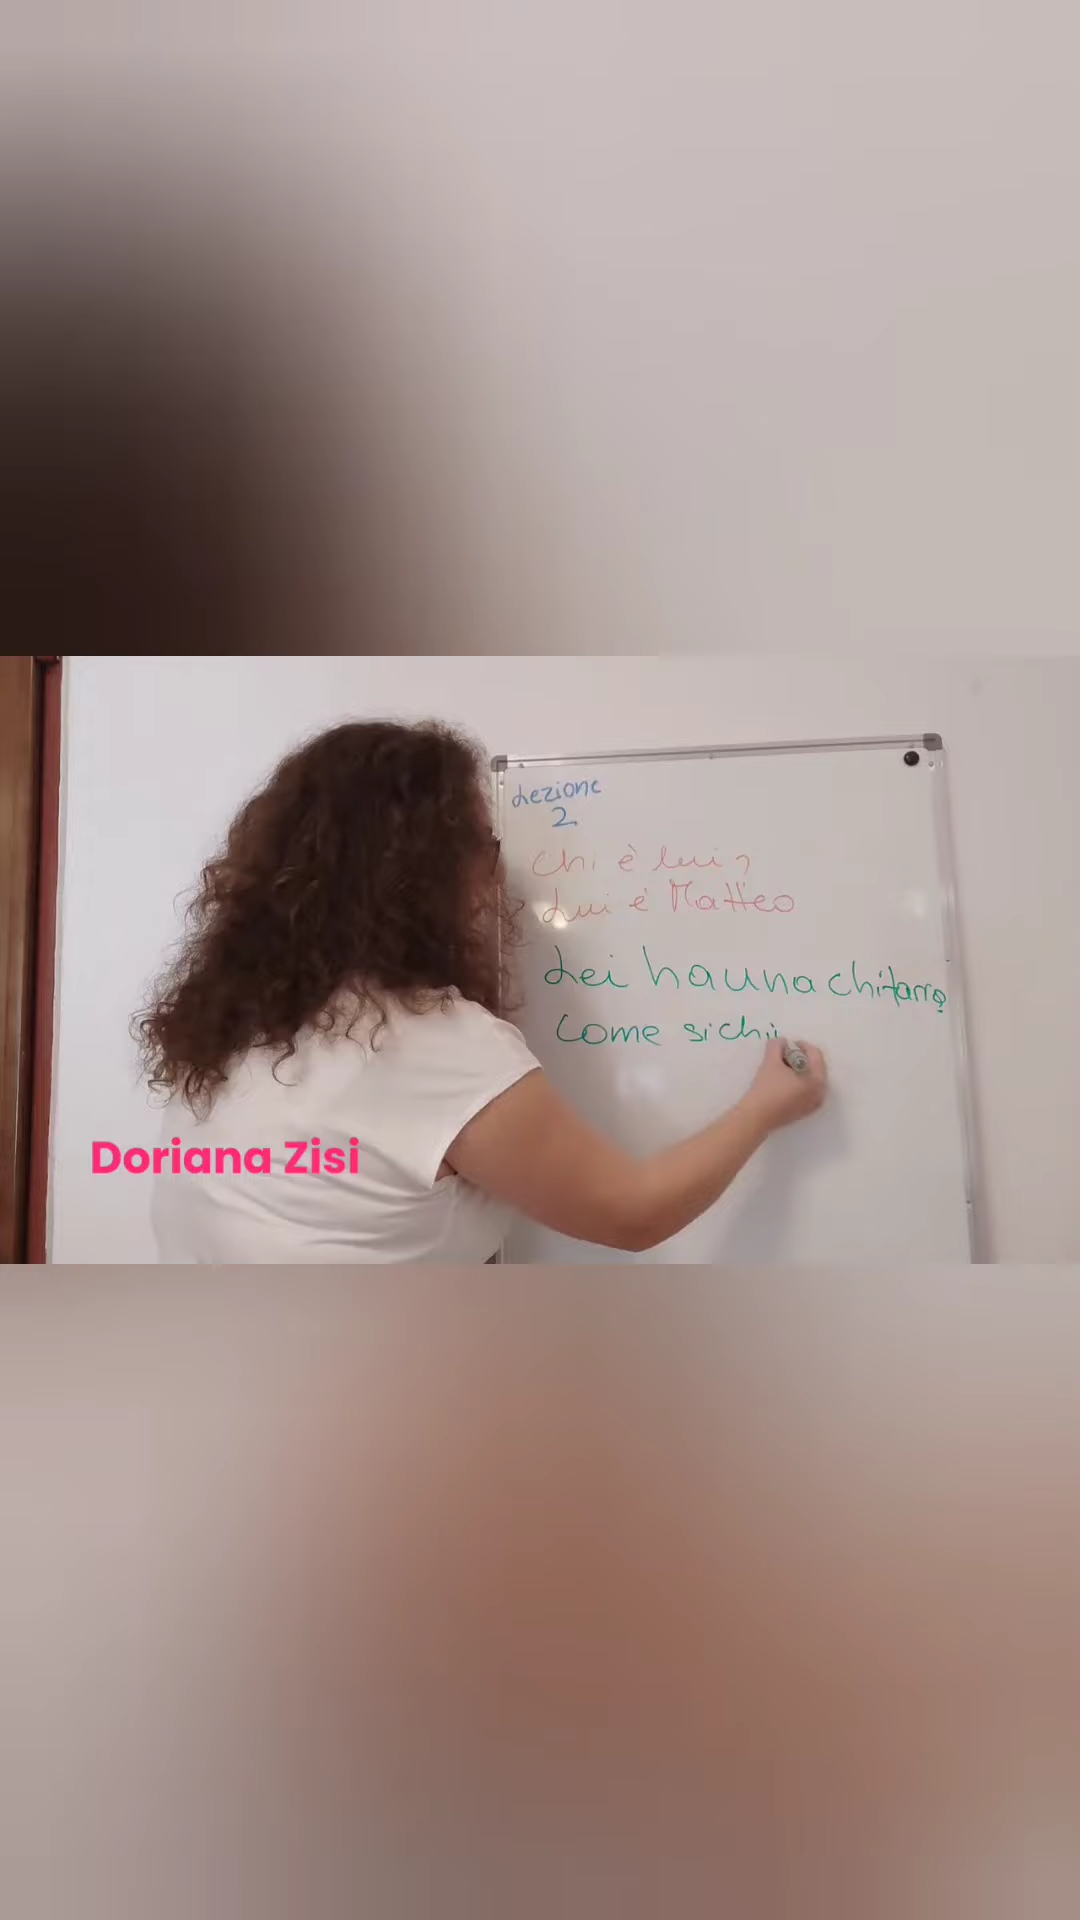 Lezione
2
Chi è lui?
Lui è Matteo
Lei ha una chitarra
Come si chi
Doriana Zisi